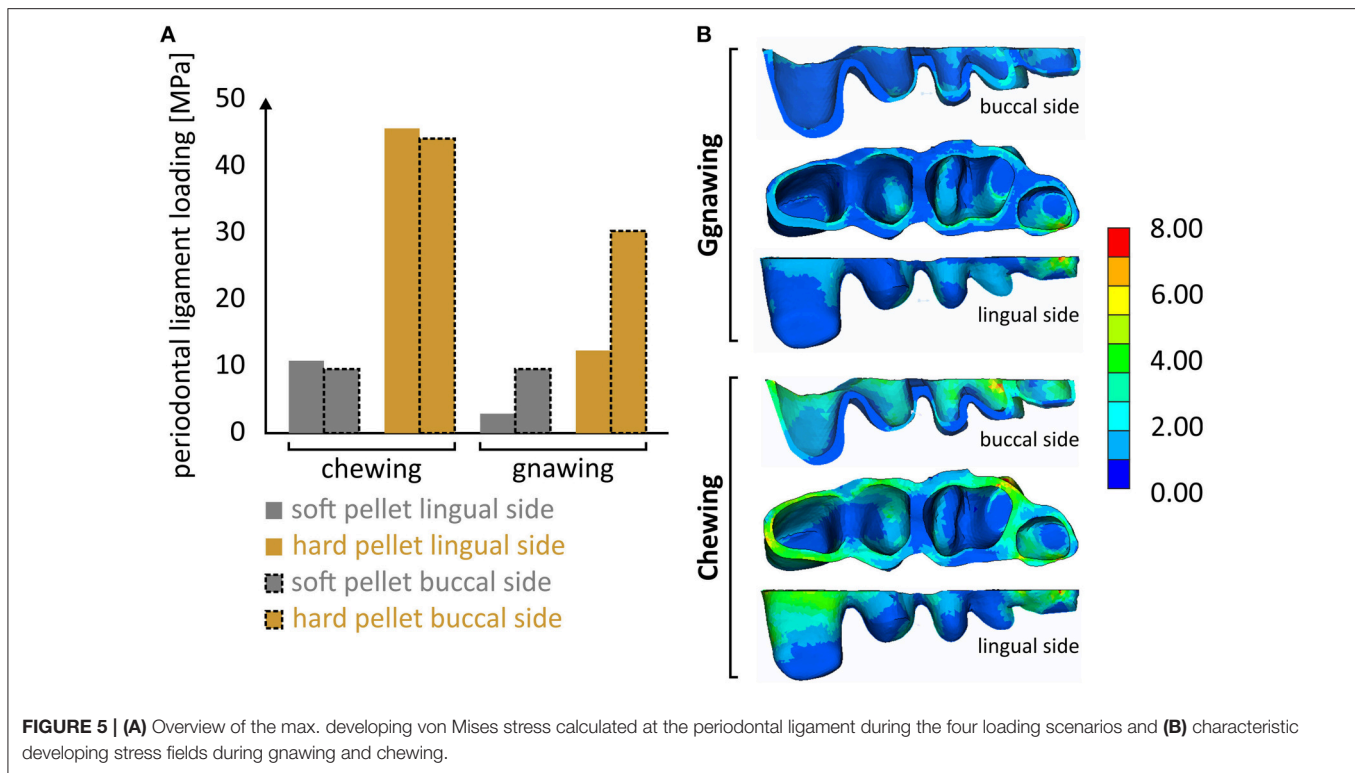 A
periodontal ligament loading [MPa]
50
40
30
20
10
0
chewing
gnawing
soft pellet lingual side
hard pellet lingual side
soft pellet buccal side
hard pellet buccal side
B
Ggnawing
buccal side
lingual side
Chewing
buccal side
lingual side
8.00
6.00
4.00
2.00
0.00
FIGURE 5 | (A) Overview of the max. developing von Mises stress calculated at the periodontal ligament during the four loading scenarios and (B) characteristic
developing stress fields during gnawing and chewing.